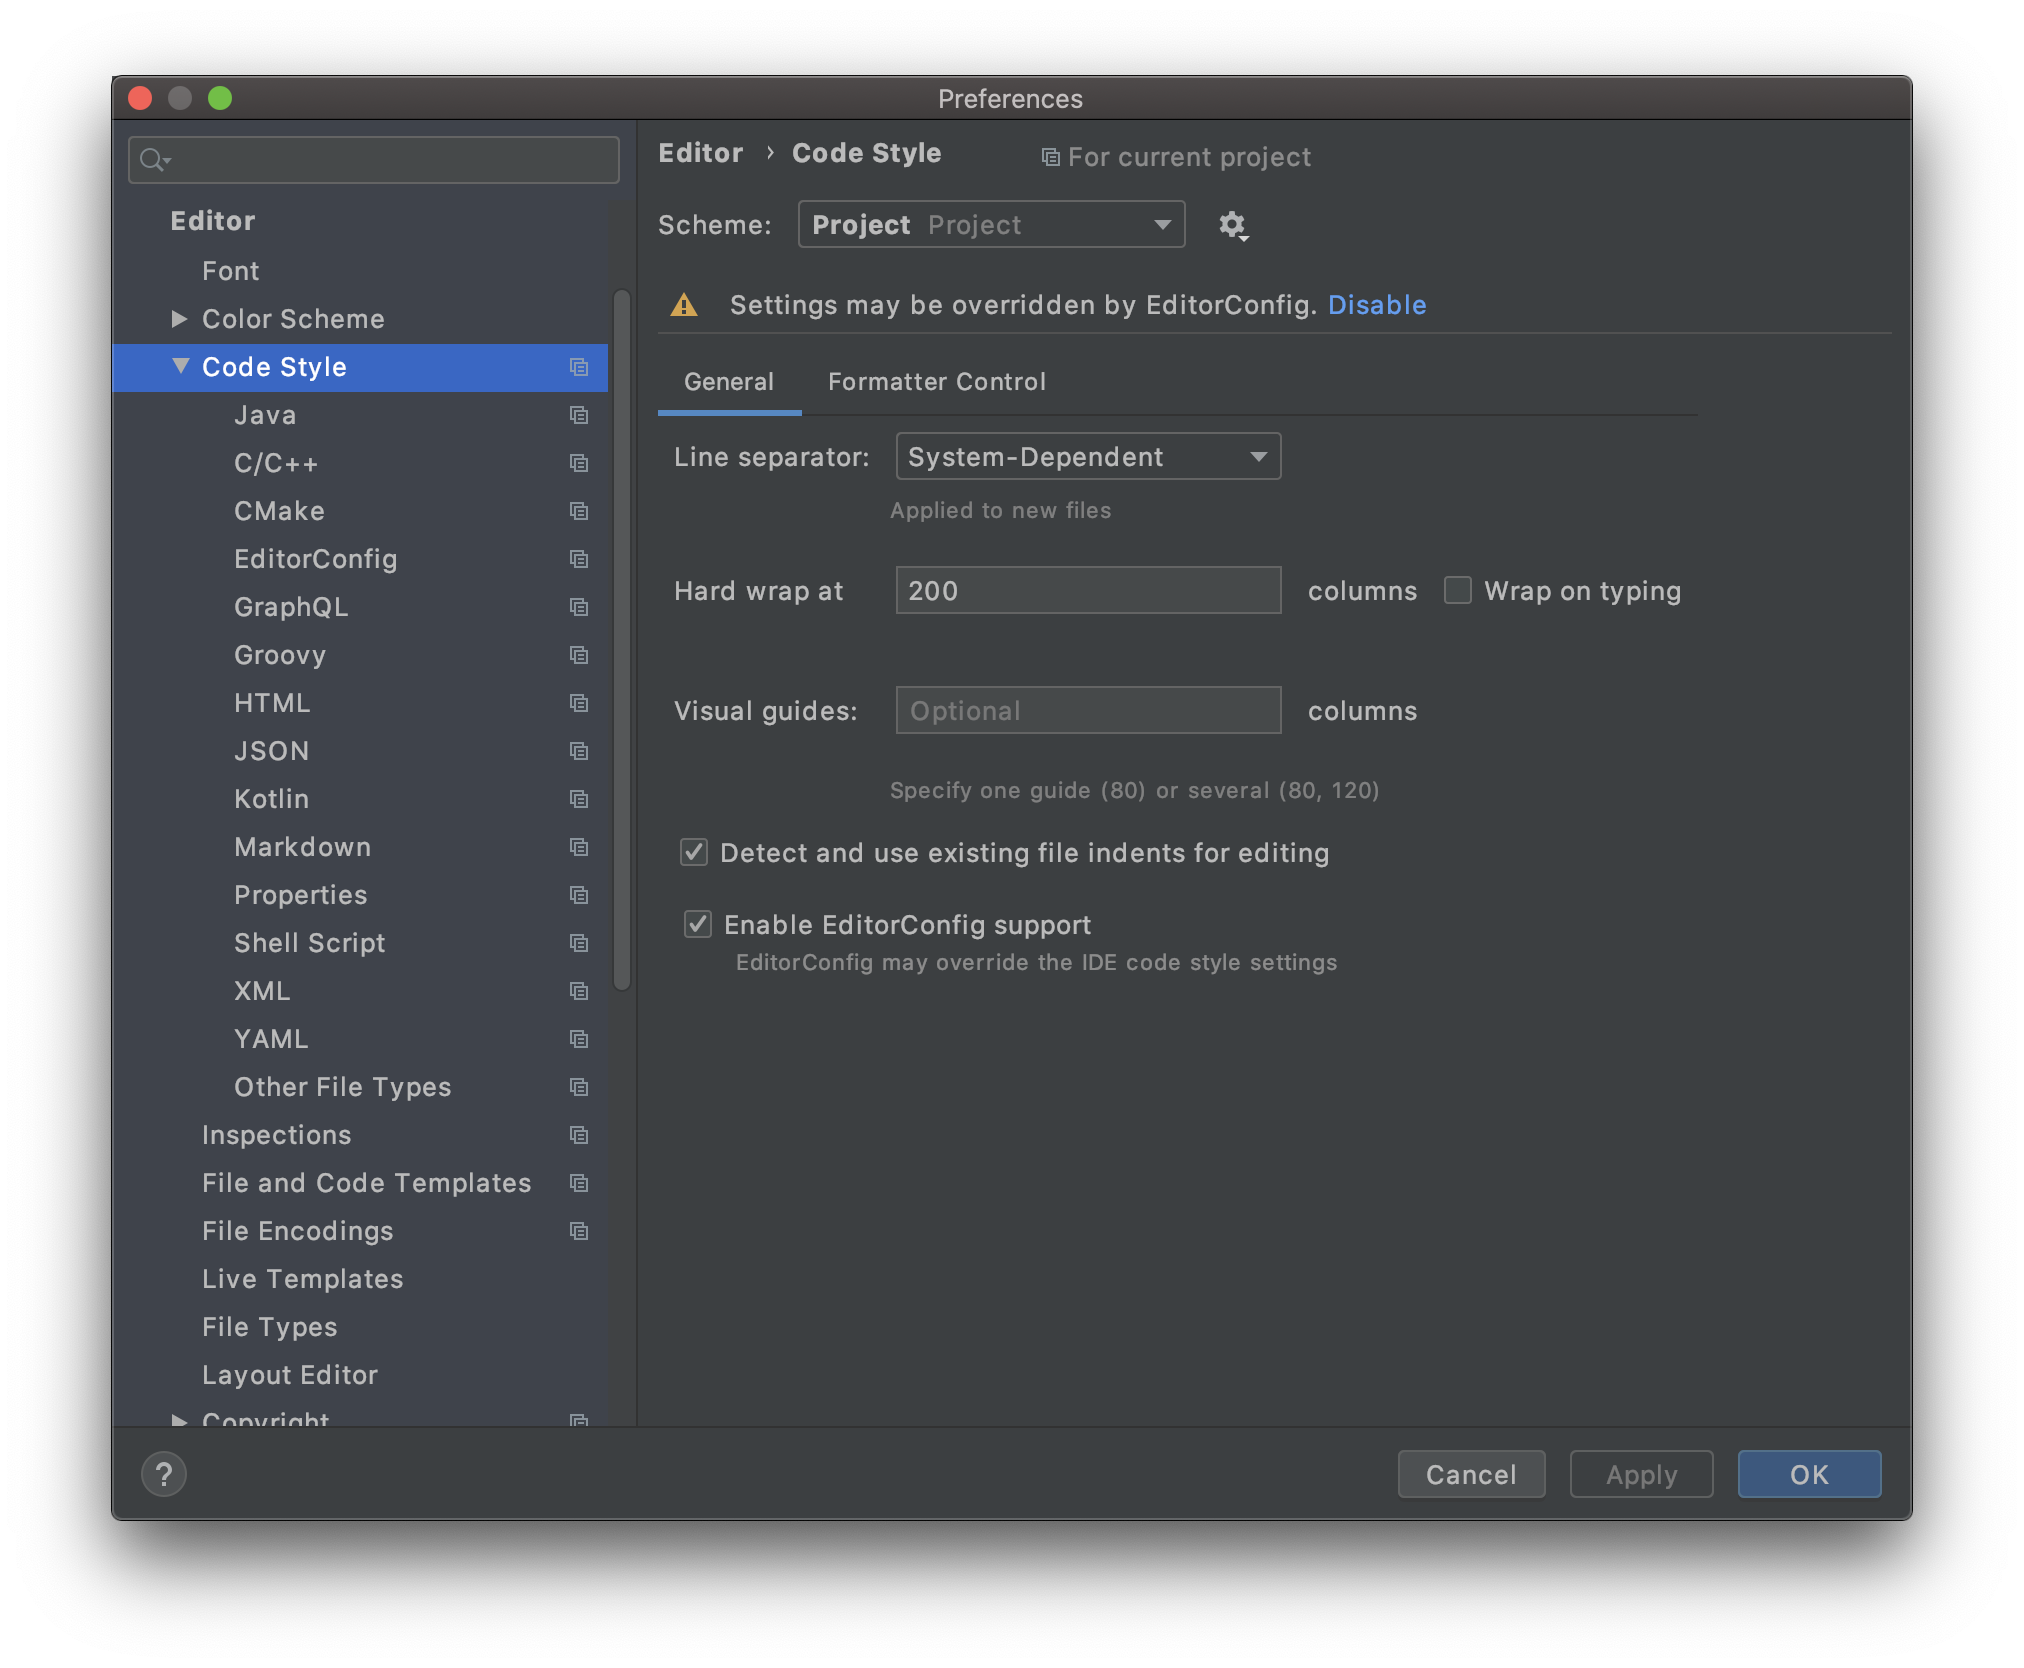 Preferences
Editor
Font
Color Scheme
Code Style
Java
C/C++
CMake
EditorConfig
GraphQL
Groovy
HTML
JSON
Kotlin
Markdown
Properties
Shell Script
XML
YAML
Other File Types
Inspections
File and Code Templates
File Encodings
Live Templates
File Types
Layout Editor
Copyright
Editor › Code Style For current project
Scheme: Project Project
Settings may be overridden by EditorConfig. Disable
General Formatter Control
Line separator: System-Dependent
Applied to new files
Hard wrap at 200 columns Wrap on typing
Visual guides: Optional columns
Specify one guide (80) or several (80, 120)
Detect and use existing file indents for editing
Enable EditorConfig support
EditorConfig may override the IDE code style settings
? Cancel Apply OK